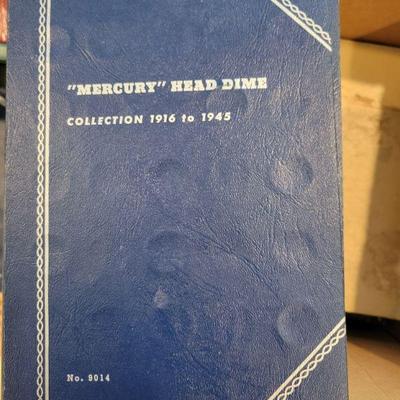 "MERCURY" HEAD DIME
COLLECTION 1916 to 1945
No. 9014